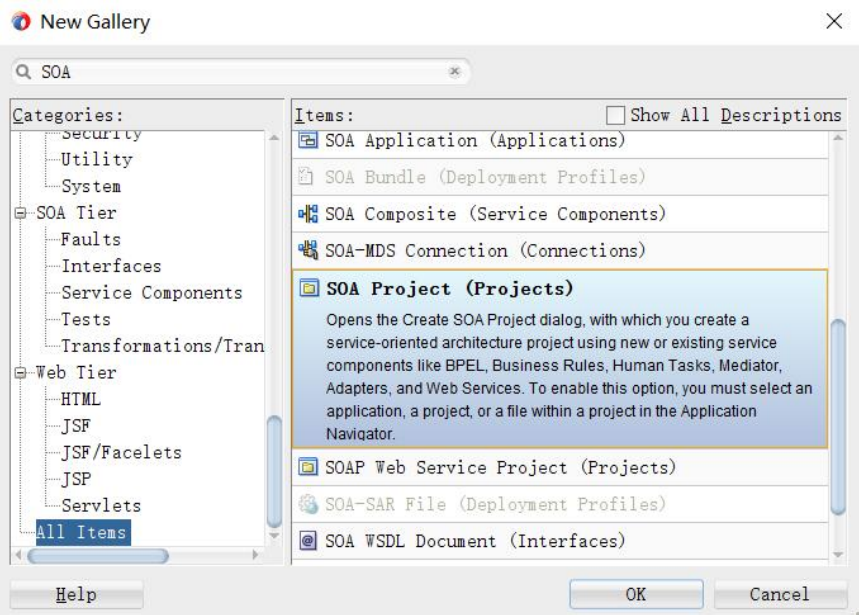 New Gallery
SOA
Categories:
Security
Utility
System
SOA Tier
Faults
Interfaces
Service Components
Tests
Transformations/Tran
Web Tier
HTML
JSF
JSF/Facelets
JSP
Servlets
All Items
Items:
Show All Descriptions
SOA Application (Applications)
SOA Bundle (Deployment Profiles)
SOA Composite (Service Components)
SOA-MDS Connection (Connections)
SOA Project (Projects)
Opens the Create SOA Project dialog, with which you create a
service-oriented architecture project using new or existing service
components like BPEL, Business Rules, Human Tasks, Mediator,
Adapters, and Web Services. To enable this option, you must select an
application, a project, or a file within a project in the Application
Navigator.
SOAP Web Service Project (Projects)
SOA-SAR File (Deployment Profiles)
SOA WSDL Document (Interfaces)
Help
OK
Cancel